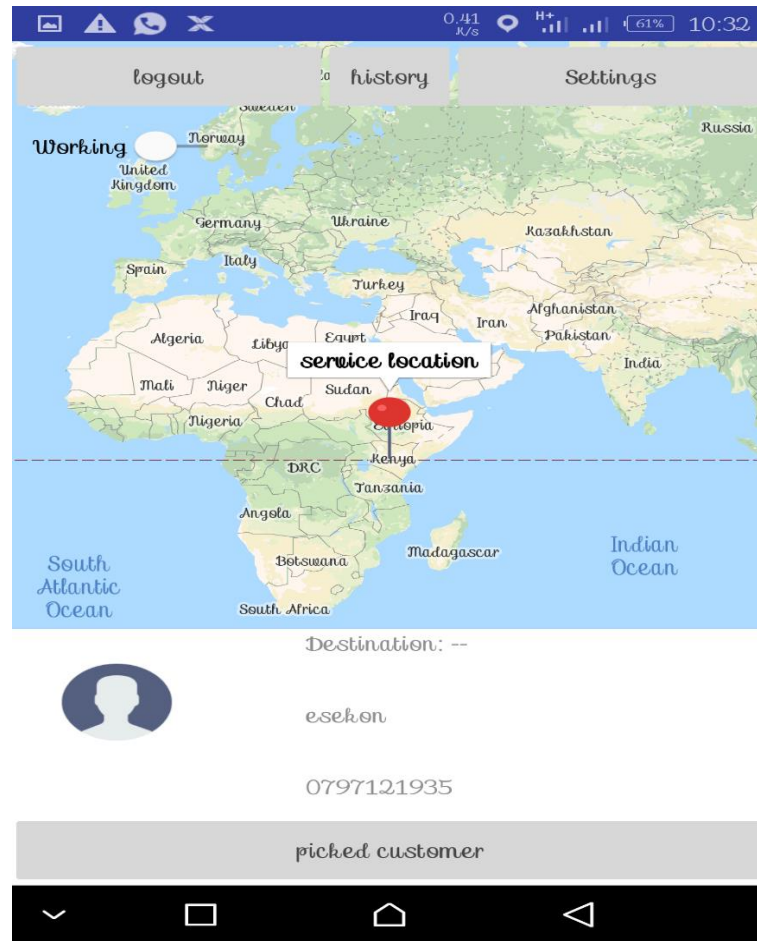 0.41 K/s H+ 61% 10:32
logout history Settings
Sweden
Russia
Working Norway
United Kingdom
Germany Ukraine Kazakhstan
Spain Italy
Turkey
Iraq Iran Afghanistan
Algeria Libya Egypt Pakistan
service location
India
Mali Niger Chad Sudan
Nigeria Ethiopia
DRC Kenya
Tanzania
Angola
Botswana Madagascar
Indian Ocean
South Atlantic Ocean
South Africa
Destination: --
esekon
0797121935
picked customer